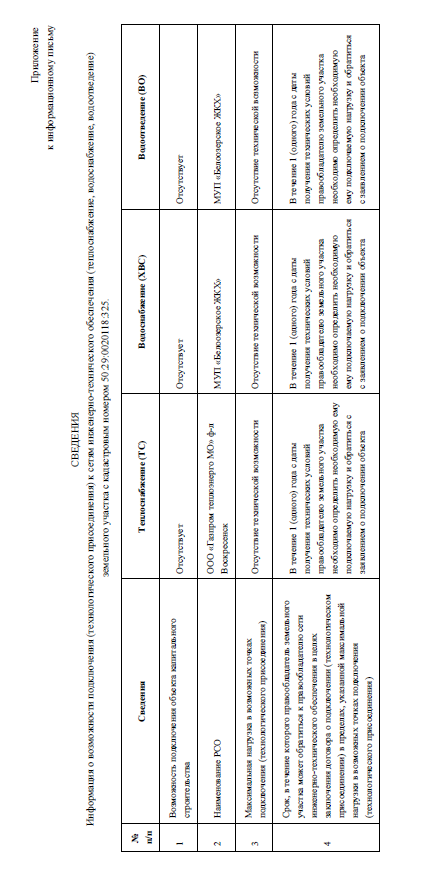 Приложение
к информационному письму
СВЕДЕНИЯ
Информация о возможности подключения (технологического присоединения) к сетям инженерно-технического обеспечения (теплоснабжение, водоснабжение, водоотведение)
земельного участка с кадастровым номером 50:29:0020118:325.
№
п/п
Сведения
Теплоснабжение (ТС)
Водоснабжение (ХВС)
Водоотведение (ВО)
1
Возможность подключения объекта капитального
строительства
Отсутствует
Отсутствует
Отсутствует
2
Наименование РСО
ООО «Газпром теплоэнерго МО» ф-л
Воскресенск
МУП «Белоозерское ЖКХ»
МУП «Белоозерское ЖКХ»
3
Максимальная нагрузка в возможных точках
подключения (технологического присоединения)
Отсутствие технической возможности
Отсутствие технической возможности
Отсутствие технической возможности
4
Срок, в течение которого правообладатель земельного
участка может обратиться к правообладателю сети
инженерно-технического обеспечения в целях
заключения договора о подключении (технологическом
присоединении) в пределах, указанной максимальной
нагрузки в возможных точках подключения
(технологического присоединения)
В течение 1 (одного) года с даты
получения технических условий
правообладателю земельного участка
необходимо определить необходимую ему
подключаемую нагрузку и обратиться с
заявлением о подключении объекта
В течение 1 (одного) года с даты
получения технических условий
правообладателю земельного участка
необходимо определить необходимую
ему подключаемую нагрузку и обратиться
с заявлением о подключении объекта
В течение 1 (одного) года с даты
получения технических условий
правообладателю земельного участка
необходимо определить необходимую
ему подключаемую нагрузку и обратиться
с заявлением о подключении объекта